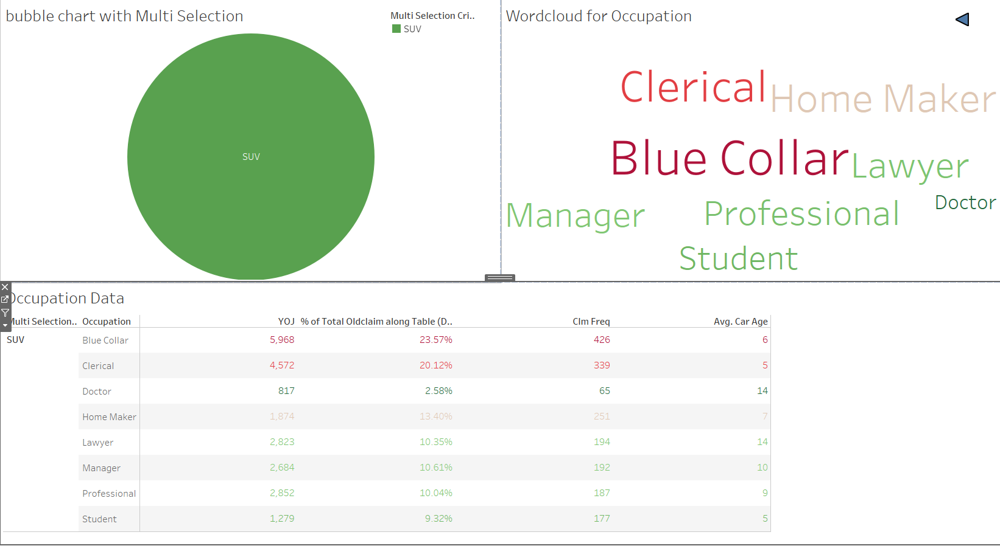 bubble chart with Multi Selection
Multi Selection Cri..
SUV
SUV
Wordcloud for Occupation
Clerical
Home Maker
Blue Collar
Lawyer
Manager
Professional
Doctor
Student
Occupation Data
Multi Selection.. Occupation YOJ % of Total Oldclaim along Table (D.. Clm Freq Avg. Car Age
SUV Blue Collar 5,968 23.57% 426 6
Clerical 4,572 20.12% 339 5
Doctor 817 2.58% 65 14
Home Maker 1,874 13.40% 251 7
Lawyer 2,823 10.35% 194 14
Manager 2,684 10.61% 192 10
Professional 2,852 10.04% 187 9
Student 1,279 9.32% 177 5